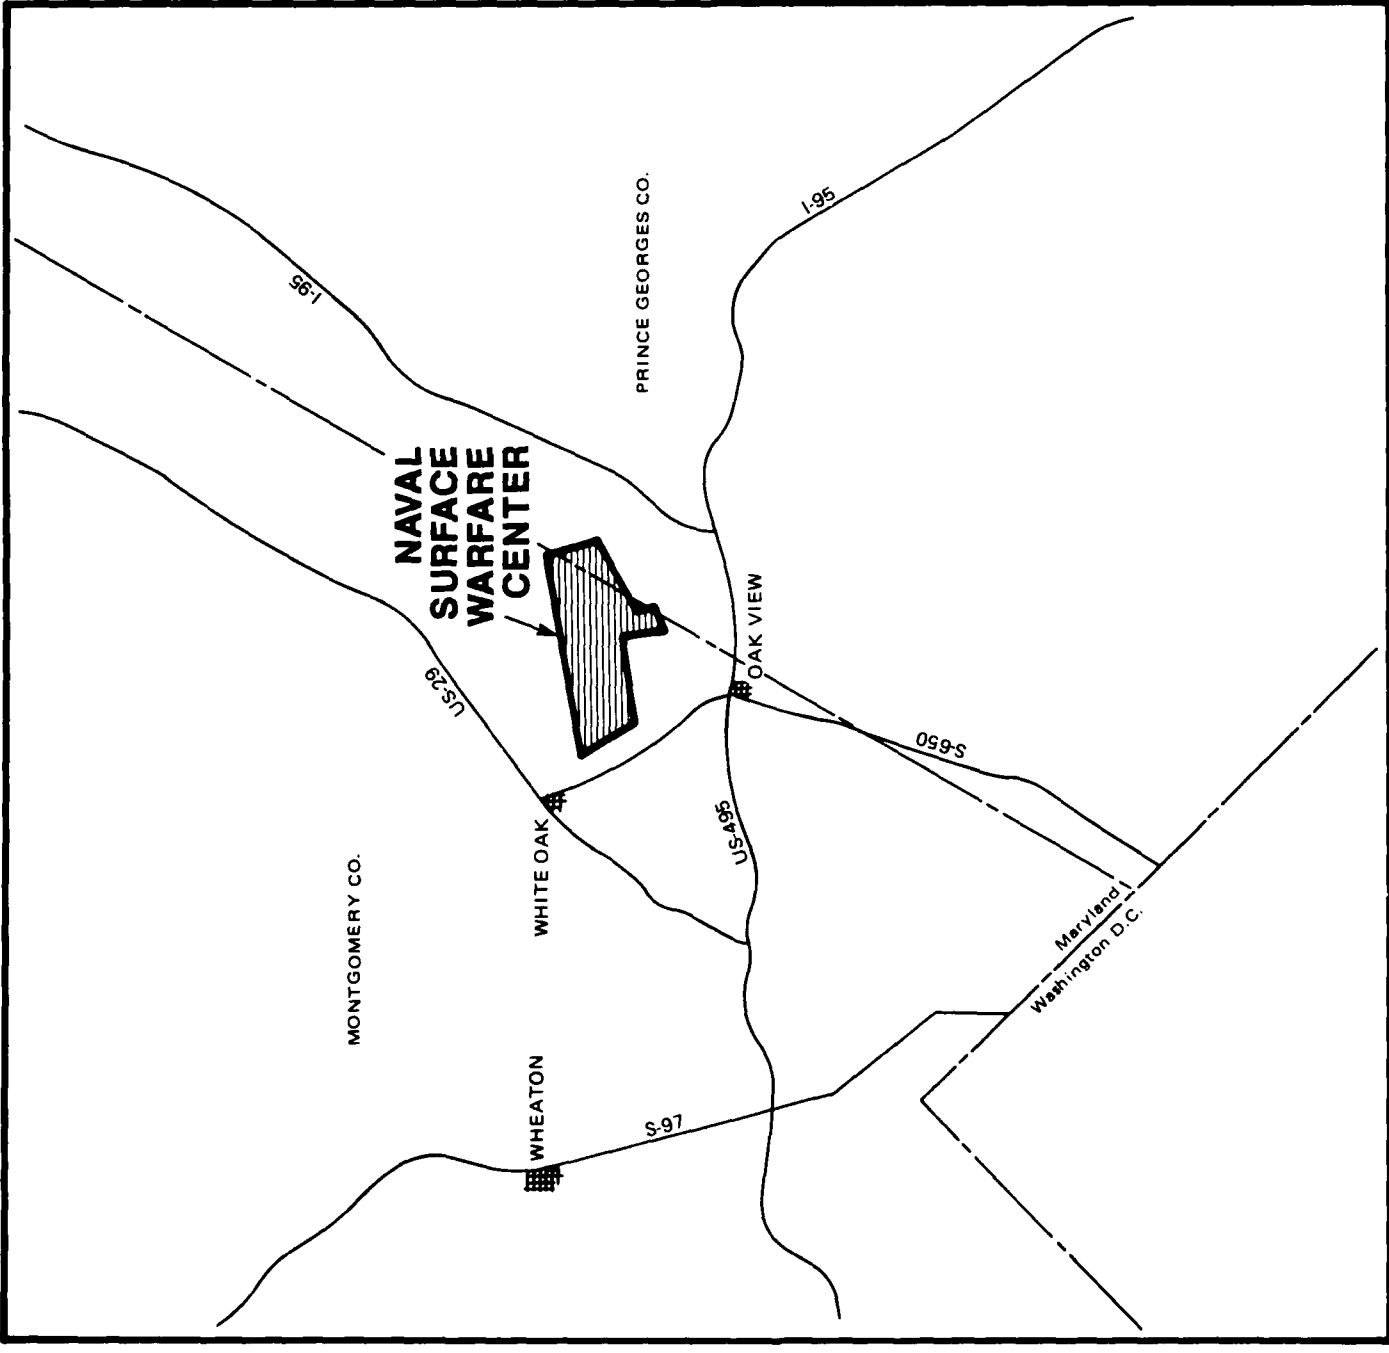 MONTGOMERY CO.
PRINCE GEORGES CO.
NAVAL
SURFACE
WARFARE
CENTER
WHEATON
WHITE OAK
OAK VIEW
US-29
I-95
I-95
US-495
S-97
S-650
Maryland
Washington D.C.